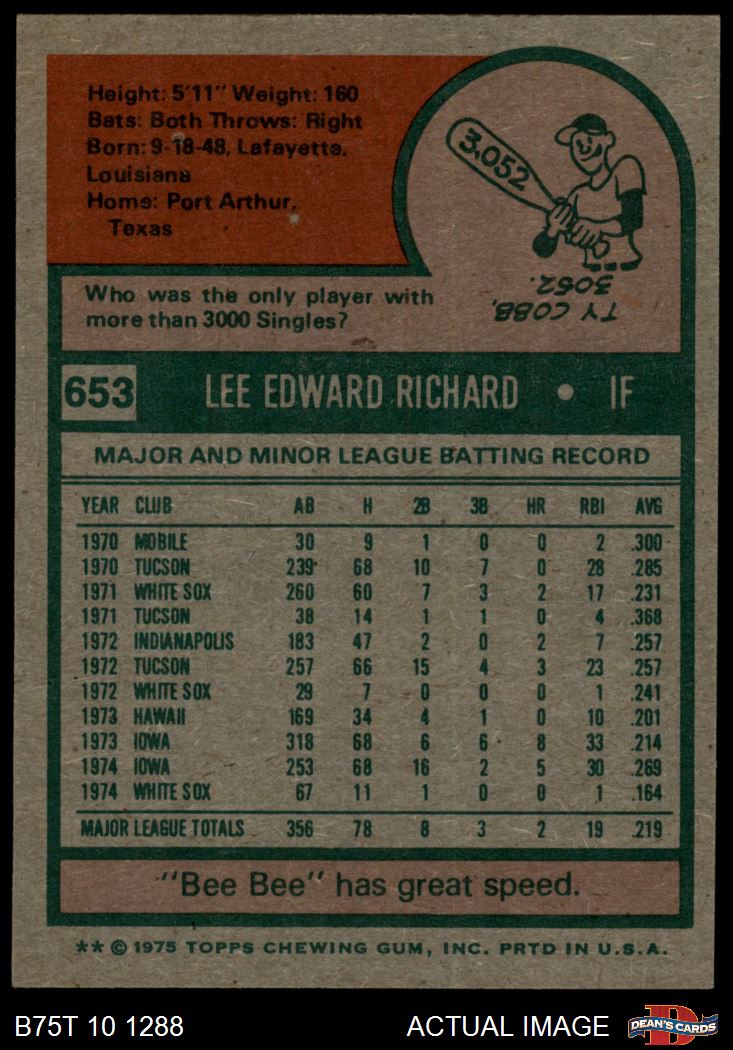 Height: 5'11" Weight: 160
Bats: Both Throws: Right
Born: 9-18-48, Lafayette,
Louisiana
Home: Port Arthur,
Texas
3,052
TY COBB,
3052.
Who was the only player with
more than 3000 Singles?
653 LEE EDWARD RICHARD • IF
MAJOR AND MINOR LEAGUE BATTING RECORD
YEAR CLUB AB H 2B 3B HR RBI AVG
1970 MOBILE 30 9 1 0 0 2 .300
1970 TUCSON 239 68 10 7 0 28 .285
1971 WHITE SOX 260 60 7 3 2 17 .231
1971 TUCSON 38 14 1 1 0 4 .368
1972 INDIANAPOLIS 183 47 2 0 2 7 .257
1972 TUCSON 257 66 15 4 3 23 .257
1972 WHITE SOX 29 7 0 0 0 1 .241
1973 HAWAII 169 34 4 1 0 10 .201
1973 IOWA 318 68 6 6 8 33 .214
1974 IOWA 253 68 16 2 5 30 .269
1974 WHITE SOX 67 11 1 0 0 1 .164
MAJOR LEAGUE TOTALS 356 78 8 3 2 19 .219
"Bee Bee" has great speed.
** © 1975 TOPPS CHEWING GUM, INC. PRTD IN U.S.A.
B75T 10 1288 ACTUAL IMAGE DEAN'S CARDS